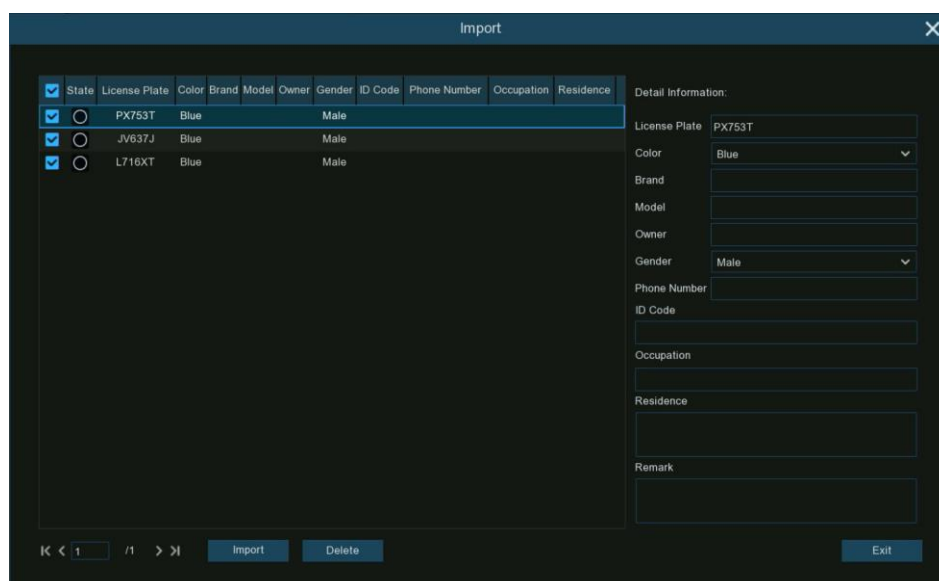 Import
State License Plate Color Brand Model Owner Gender ID Code Phone Number Occupation Residence
PX753T Blue Male
JV637J Blue Male
L716XT Blue Male
Detail Information:
License Plate PX753T
Color Blue
Brand
Model
Owner
Gender Male
Phone Number
ID Code
Occupation
Residence
Remark
1 /1 Import Delete Exit